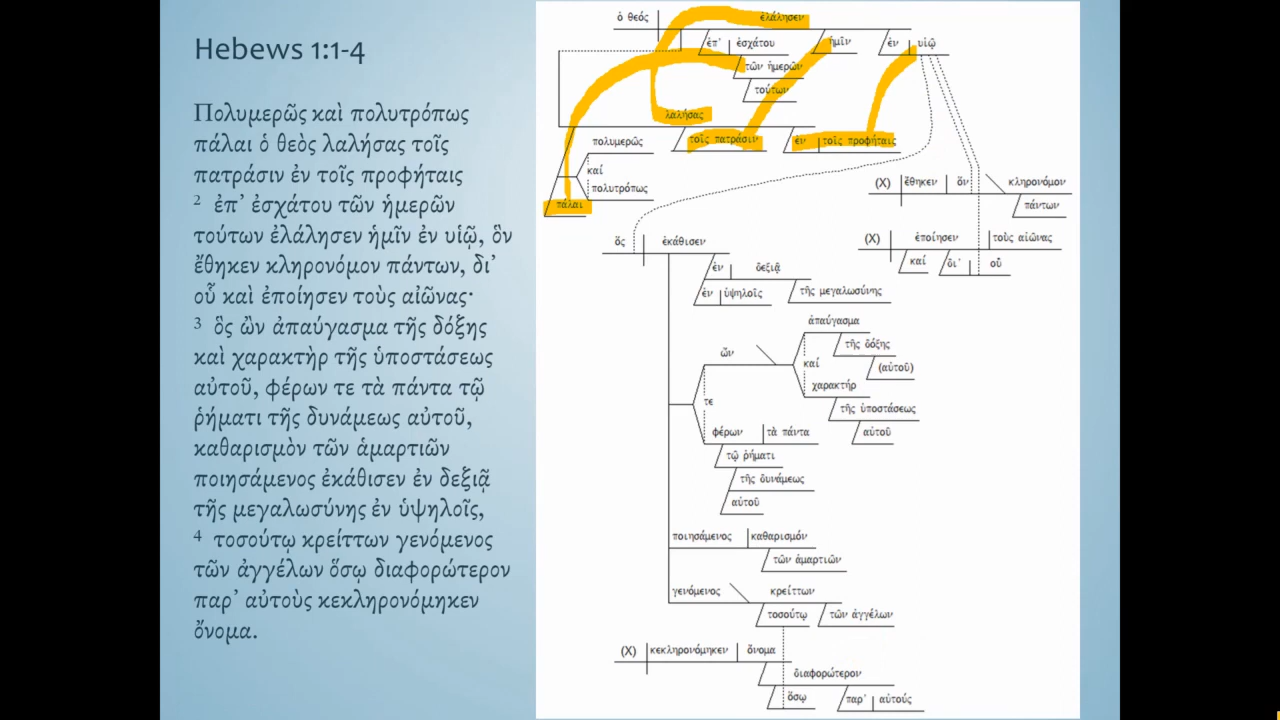 Hebews 1:1-4
Πολυμερῶς καὶ πολυτρόπως
πάλαι ὁ θεὸς λαλήσας τοῖς
πατράσιν ἐν τοῖς προφήταις
2 ἐπ’ ἐσχάτου τῶν ἡμερῶν
τούτων ἐλάλησεν ἡμῖν ἐν υἱῷ, ὃν
ἔθηκεν κληρονόμον πάντων, δι’
οὗ καὶ ἐποίησεν τοὺς αἰῶνας·
3 ὃς ὢν ἀπαύγασμα τῆς δόξης
καὶ χαρακτὴρ τῆς ὑποστάσεως
αὐτοῦ, φέρων τε τὰ πάντα τῷ
ῥήματι τῆς δυνάμεως αὐτοῦ,
καθαρισμὸν τῶν ἁμαρτιῶν
ποιησάμενος ἐκάθισεν ἐν δεξιᾷ
τῆς μεγαλωσύνης ἐν ὑψηλοῖς,
4 τοσούτῳ κρείττων γενόμενος
τῶν ἀγγέλων ὅσῳ διαφορώτερον
παρ’ αὐτοὺς κεκληρονόμηκεν
ὄνομα.
ὁ θεός ἐλάλησεν
ἐπ’ ἐσχάτου ἡμῖν ἐν υἱῷ
τῶν ἡμερῶν
τούτων
λαλήσας
πολυμερῶς τοῖς πατράσιν ἐν τοῖς προφήταις
καί
πολυτρόπως
πάλαι
(X) ἔθηκεν ὅν κληρονόμον
πάντων
(X) ἐποίησεν τοὺς αἰῶνας
καί δι’ οὗ
ὅς ἐκάθισεν
ἐν δεξιᾷ
ἐν ὑψηλοῖς τῆς μεγαλωσύνης
ἀπαύγασμα
τῆς δόξης
ὤν καί (αὐτοῦ)
χαρακτήρ
τε τῆς ὑποστάσεως
φέρων τὰ πάντα αὐτοῦ
τῷ ῥήματι
τῆς δυνάμεως
αὐτοῦ
ποιησάμενος καθαρισμόν
τῶν ἁμαρτιῶν
γενόμενος κρείττων
τοσούτῳ τῶν ἀγγέλων
(X) κεκληρονόμηκεν ὄνομα
διαφορώτερον
ὅσῳ παρ’ αὐτούς